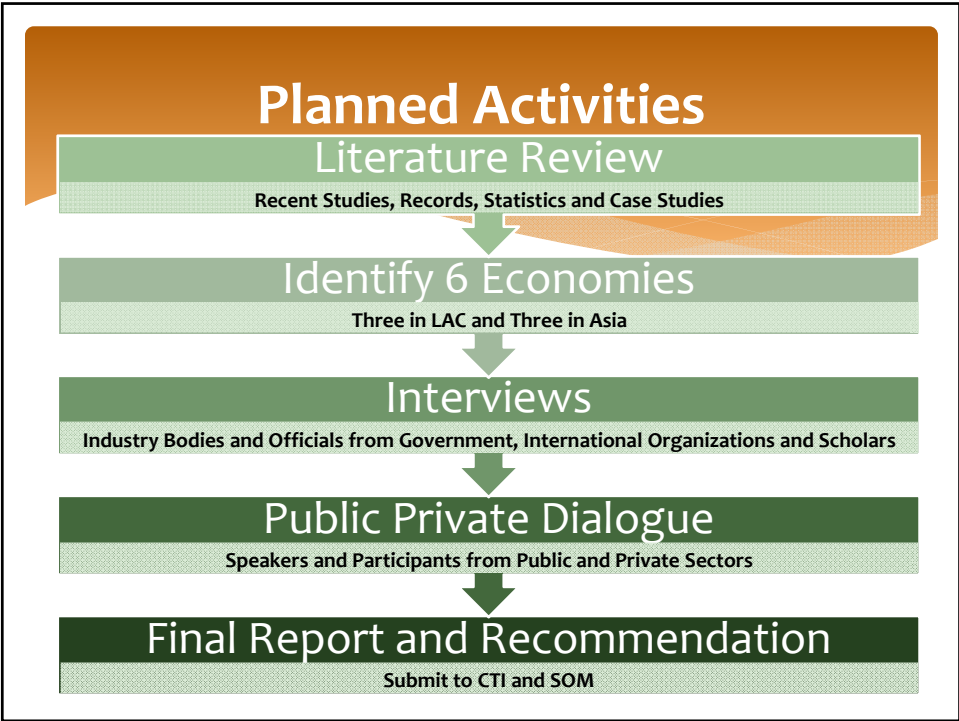 Planned Activities
Literature Review
Recent Studies, Records, Statistics and Case Studies
Identify 6 Economies
Three in LAC and Three in Asia
Interviews
Industry Bodies and Officials from Government, International Organizations and Scholars
Public Private Dialogue
Speakers and Participants from Public and Private Sectors
Final Report and Recommendation
Submit to CTI and SOM